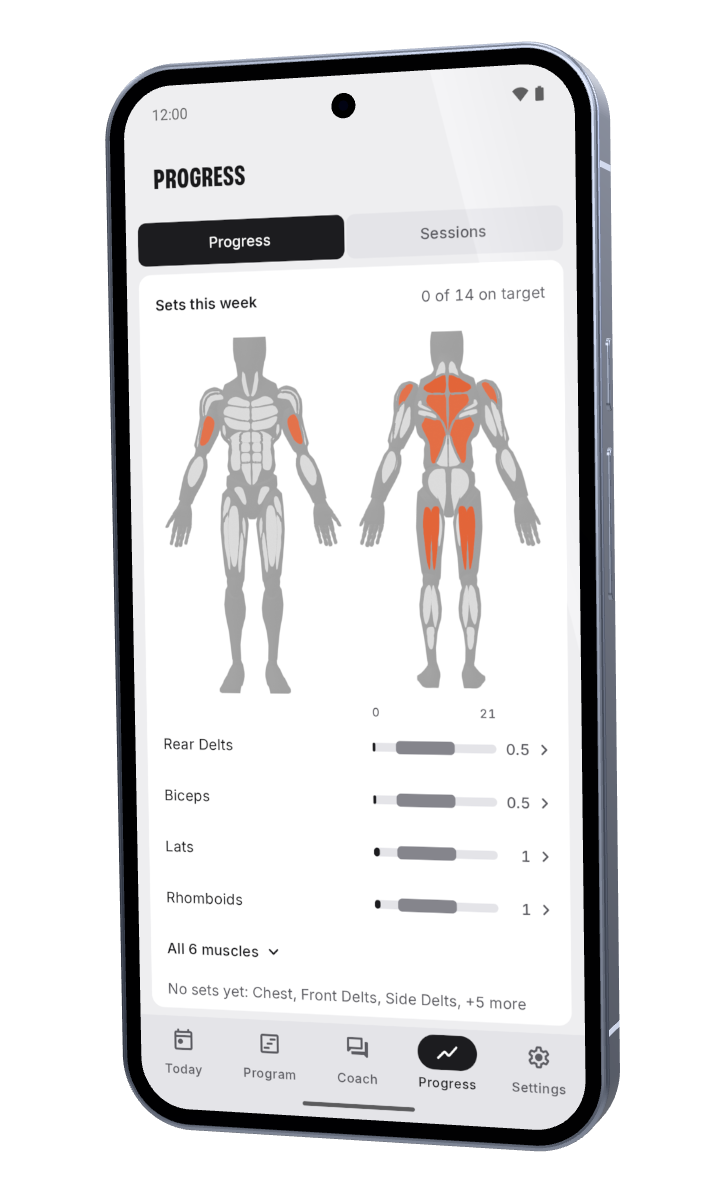 12:00
PROGRESS
Progress
Sessions
Sets this week
0 of 14 on target
0
21
Rear Delts
0.5
Biceps
0.5
Lats
1
Rhomboids
1
All 6 muscles
No sets yet: Chest, Front Delts, Side Delts, +5 more
Today
Program
Coach
Progress
Settings